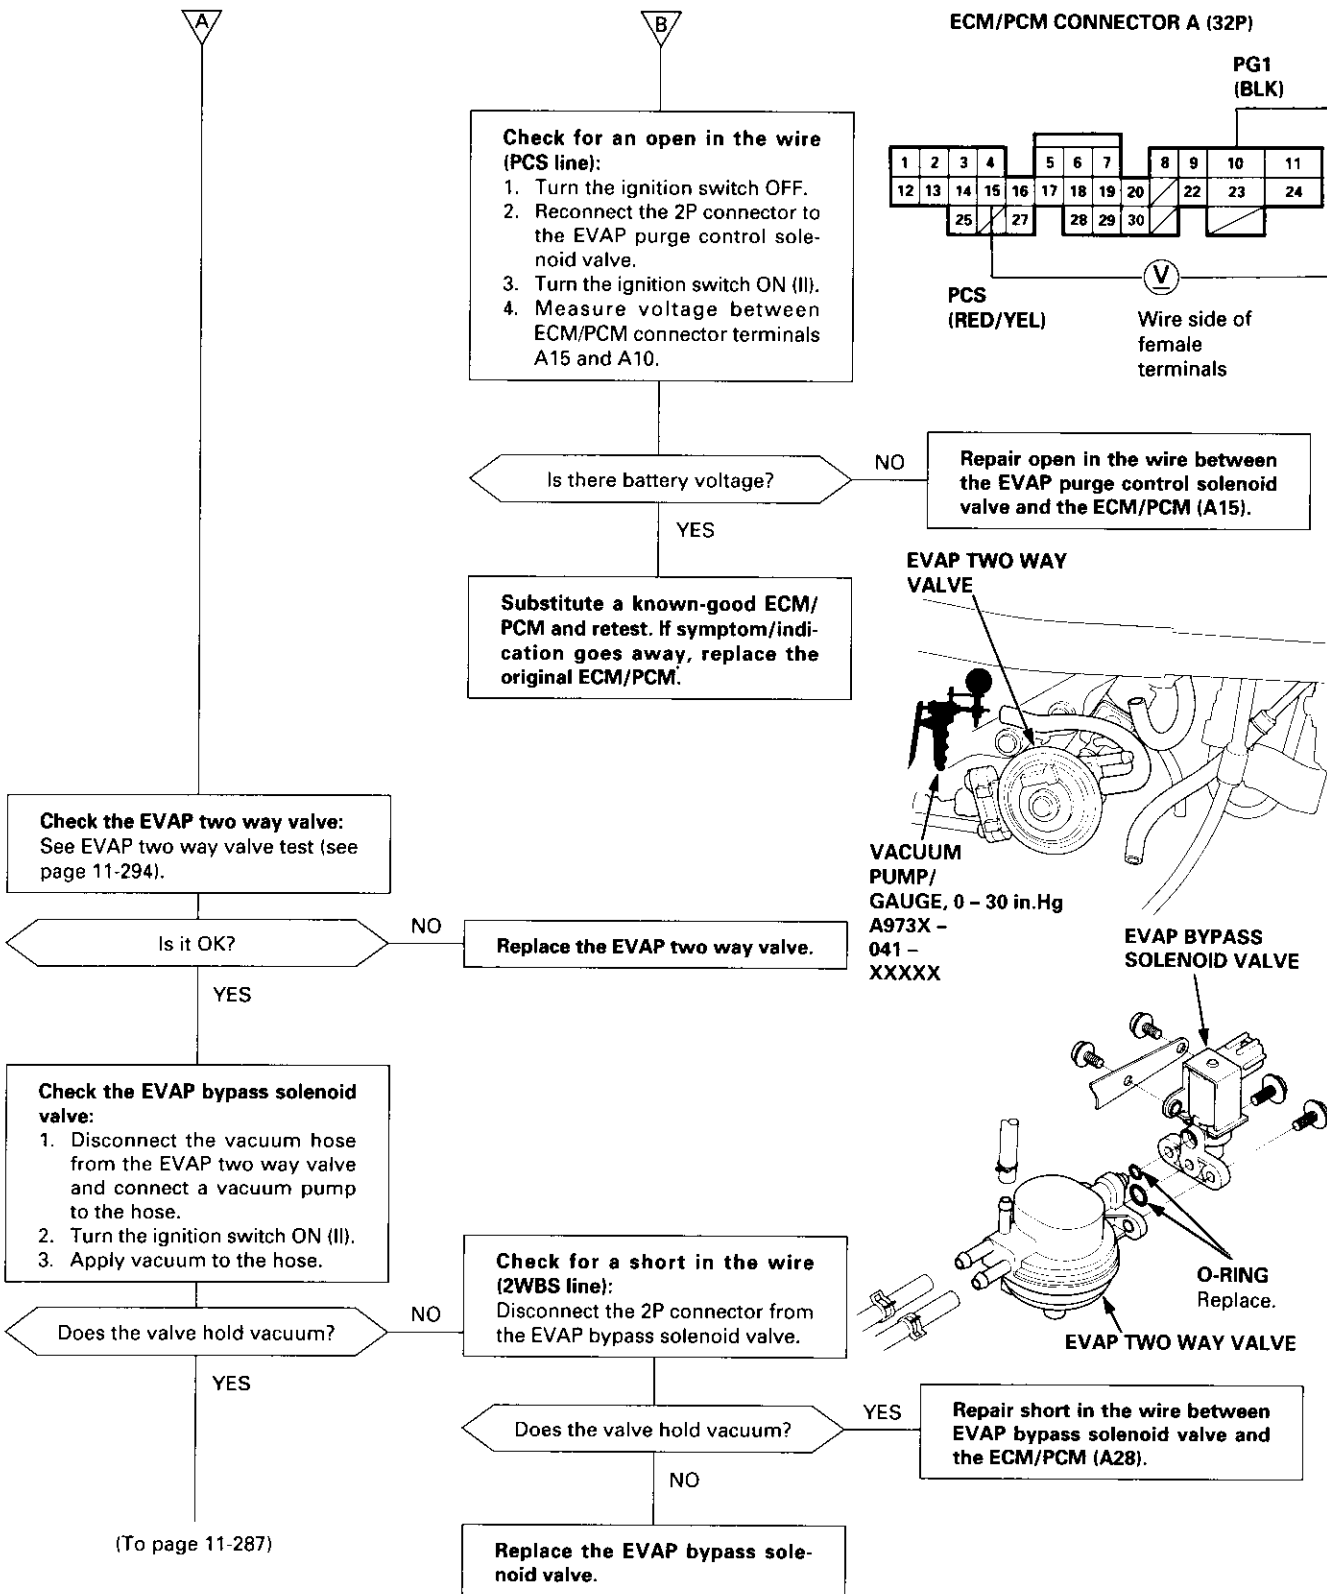 A
B
ECM/PCM CONNECTOR A (32P)
PG1
(BLK)
1 2 3 4 5 6 7 8 9 10 11
12 13 14 15 16 17 18 19 20 22 23 24
25 27 28 29 30
PCS
(RED/YEL)
V
Wire side of
female
terminals
Check for an open in the wire
(PCS line):
1. Turn the ignition switch OFF.
2. Reconnect the 2P connector to
the EVAP purge control sole-
noid valve.
3. Turn the ignition switch ON (II).
4. Measure voltage between
ECM/PCM connector terminals
A15 and A10.
Is there battery voltage?
NO
Repair open in the wire between
the EVAP purge control solenoid
valve and the ECM/PCM (A15).
YES
Substitute a known-good ECM/
PCM and retest. If symptom/indi-
cation goes away, replace the
original ECM/PCM.
EVAP TWO WAY
VALVE
VACUUM
PUMP/
GAUGE, 0 – 30 in.Hg
A973X –
041 –
XXXXX
Check the EVAP two way valve:
See EVAP two way valve test (see
page 11-294).
Is it OK?
NO
Replace the EVAP two way valve.
YES
EVAP BYPASS
SOLENOID VALVE
O-RING
Replace.
EVAP TWO WAY VALVE
Check the EVAP bypass solenoid
valve:
1. Disconnect the vacuum hose
from the EVAP two way valve
and connect a vacuum pump
to the hose.
2. Turn the ignition switch ON (II).
3. Apply vacuum to the hose.
Does the valve hold vacuum?
NO
Check for a short in the wire
(2WBS line):
Disconnect the 2P connector from
the EVAP bypass solenoid valve.
YES
Does the valve hold vacuum?
YES
Repair short in the wire between
EVAP bypass solenoid valve and
the ECM/PCM (A28).
NO
(To page 11-287)
Replace the EVAP bypass sole-
noid valve.